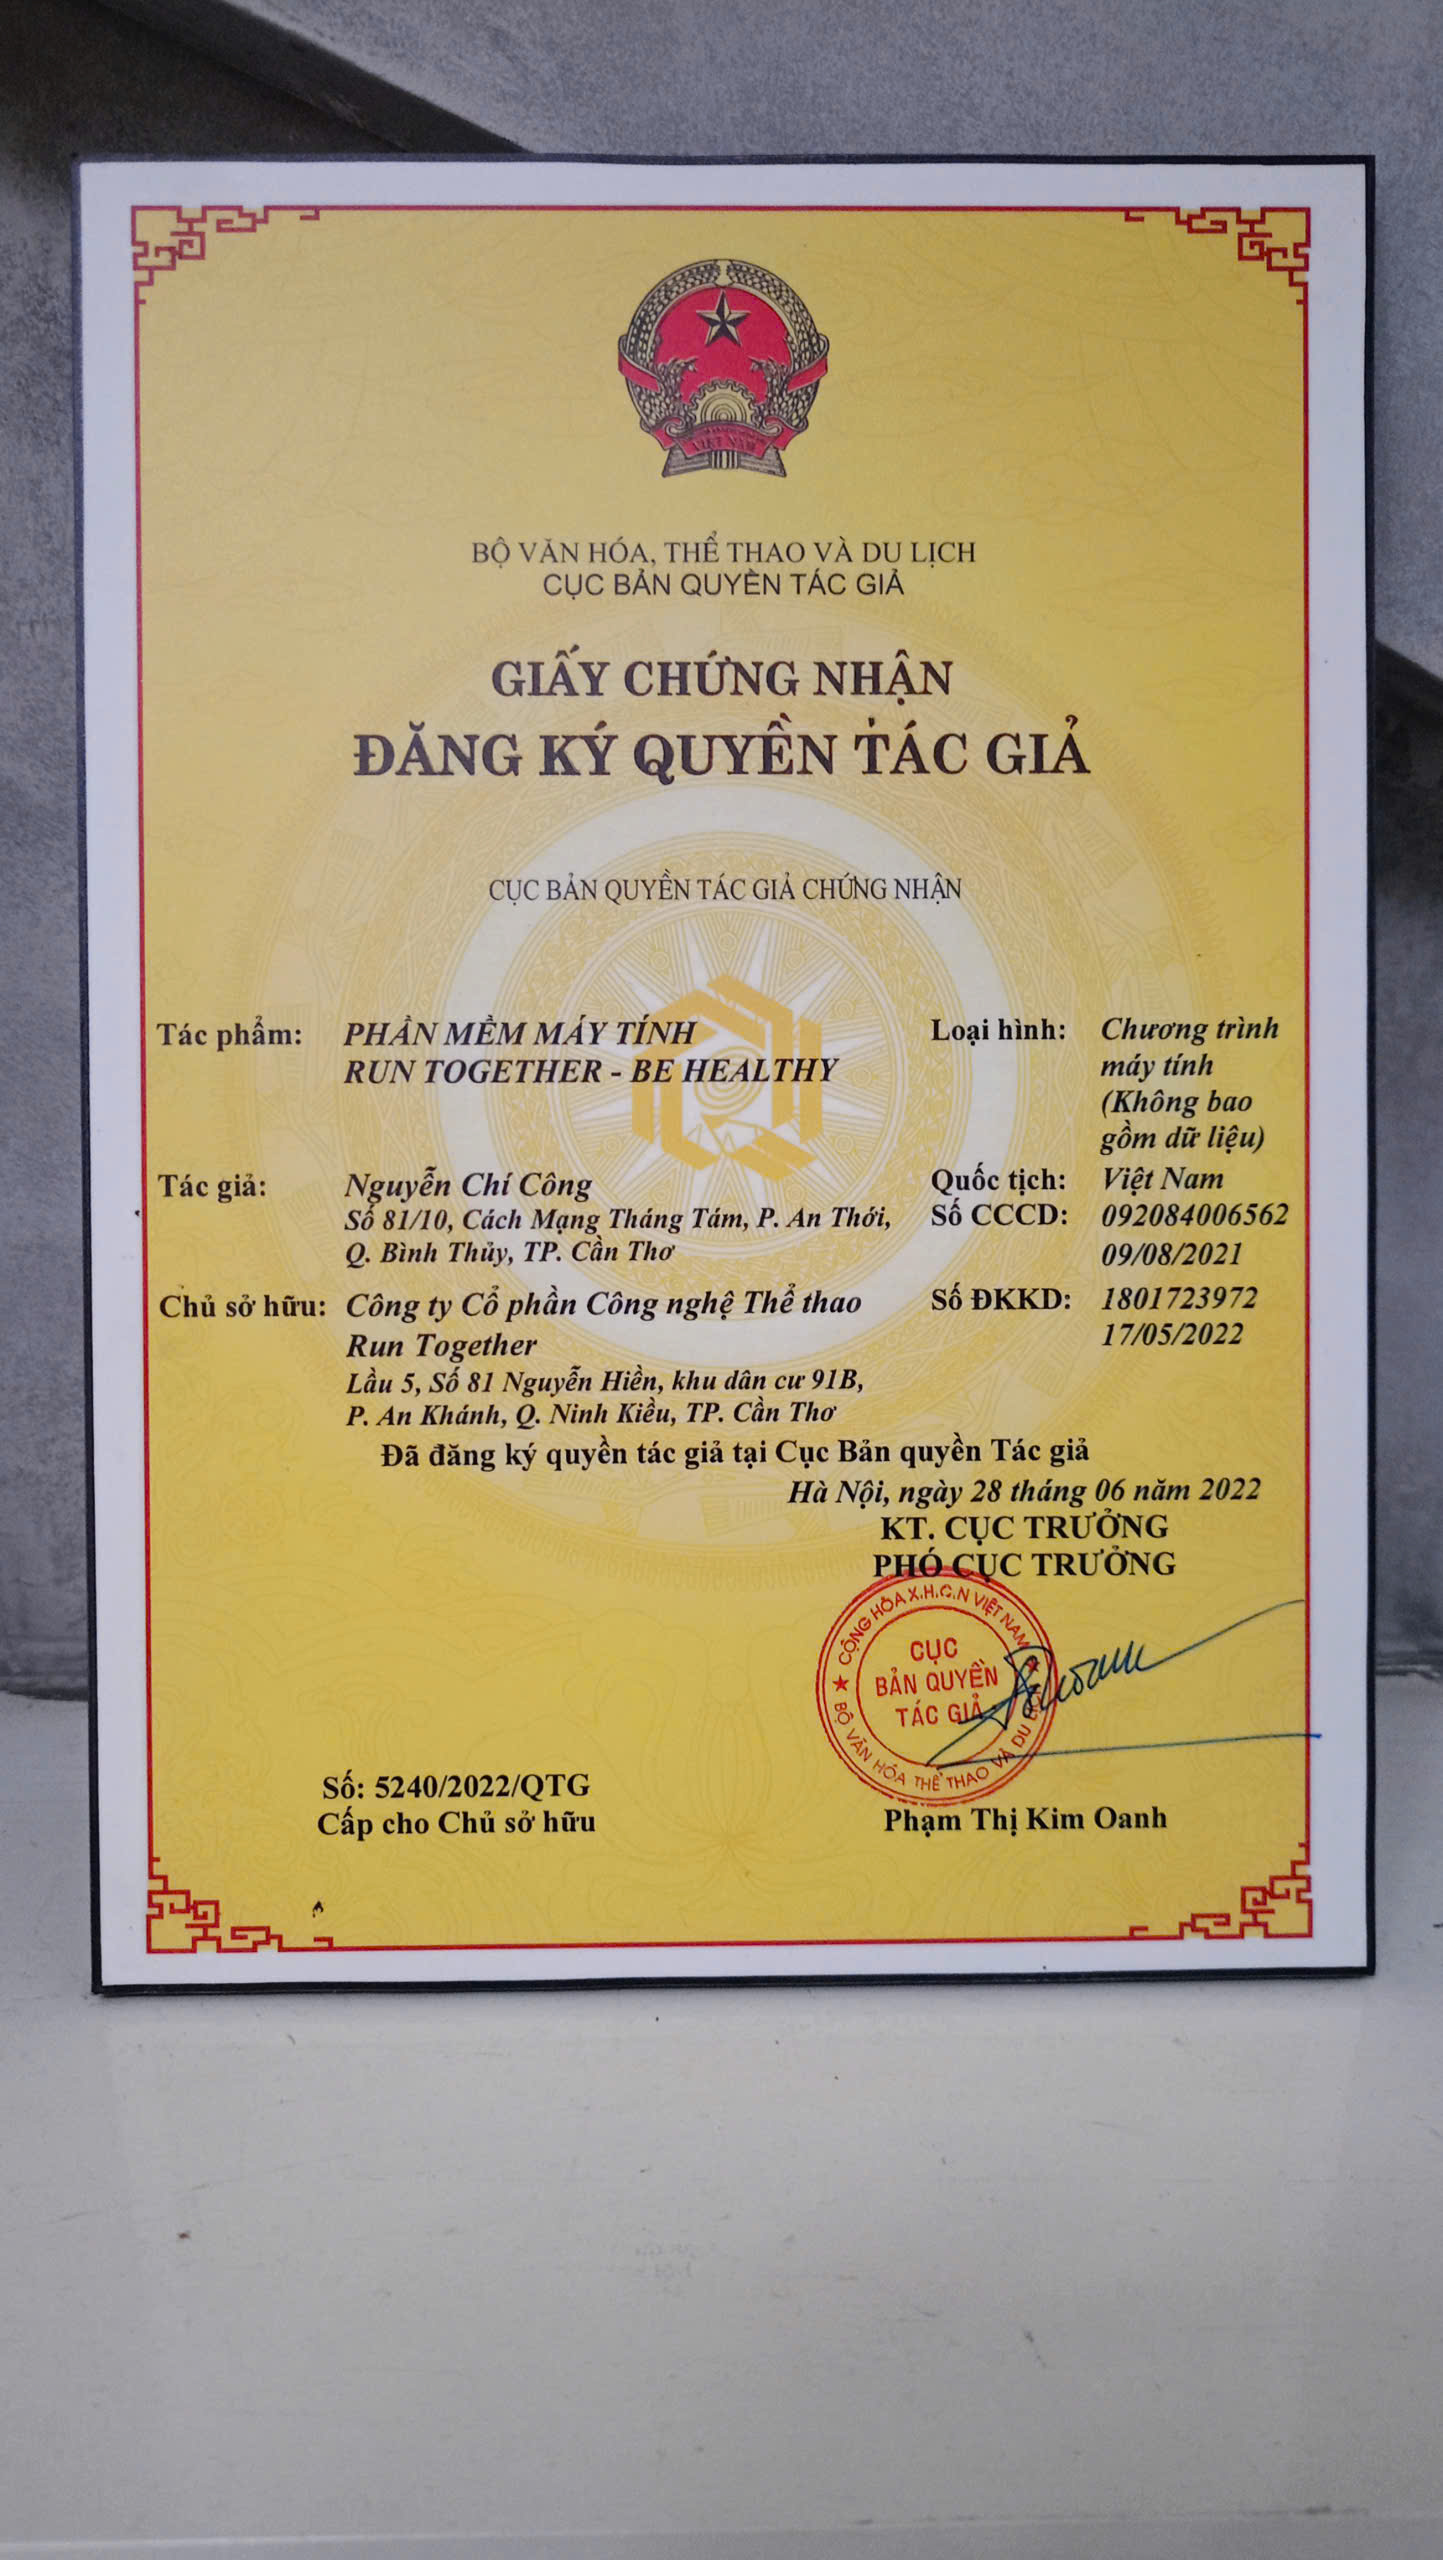 VIỆT NAM
BỘ VĂN HÓA, THỂ THAO VÀ DU LỊCH
CỤC BẢN QUYỀN TÁC GIẢ
GIẤY CHỨNG NHẬN
ĐĂNG KÝ QUYỀN TÁC GIẢ
CỤC BẢN QUYỀN TÁC GIẢ CHỨNG NHẬN
Tác phẩm: PHẦN MỀM MÁY TÍNH
RUN TOGETHER - BE HEALTHY
Loại hình: Chương trình
máy tính
(Không bao
gồm dữ liệu)
Tác giả: Nguyễn Chí Công
Số 81/10, Cách Mạng Tháng Tám, P. An Thới,
Q. Bình Thủy, TP. Cần Thơ
Quốc tịch: Việt Nam
Số CCCD: 092084006562
09/08/2021
Chủ sở hữu: Công ty Cổ phần Công nghệ Thể thao
Run Together
Lầu 5, Số 81 Nguyễn Hiền, khu dân cư 91B,
P. An Khánh, Q. Ninh Kiều, TP. Cần Thơ
Số ĐKKD: 1801723972
17/05/2022
Đã đăng ký quyền tác giả tại Cục Bản quyền Tác giả
Hà Nội, ngày 28 tháng 06 năm 2022
KT. CỤC TRƯỞNG
PHÓ CỤC TRƯỞNG
CỘNG HÒA X.H.C.N VIỆT NAM
CỤC
BẢN QUYỀN
TÁC GIẢ
BỘ VĂN HÓA THỂ THAO VÀ DU LỊCH
Số: 5240/2022/QTG
Cấp cho Chủ sở hữu
Phạm Thị Kim Oanh